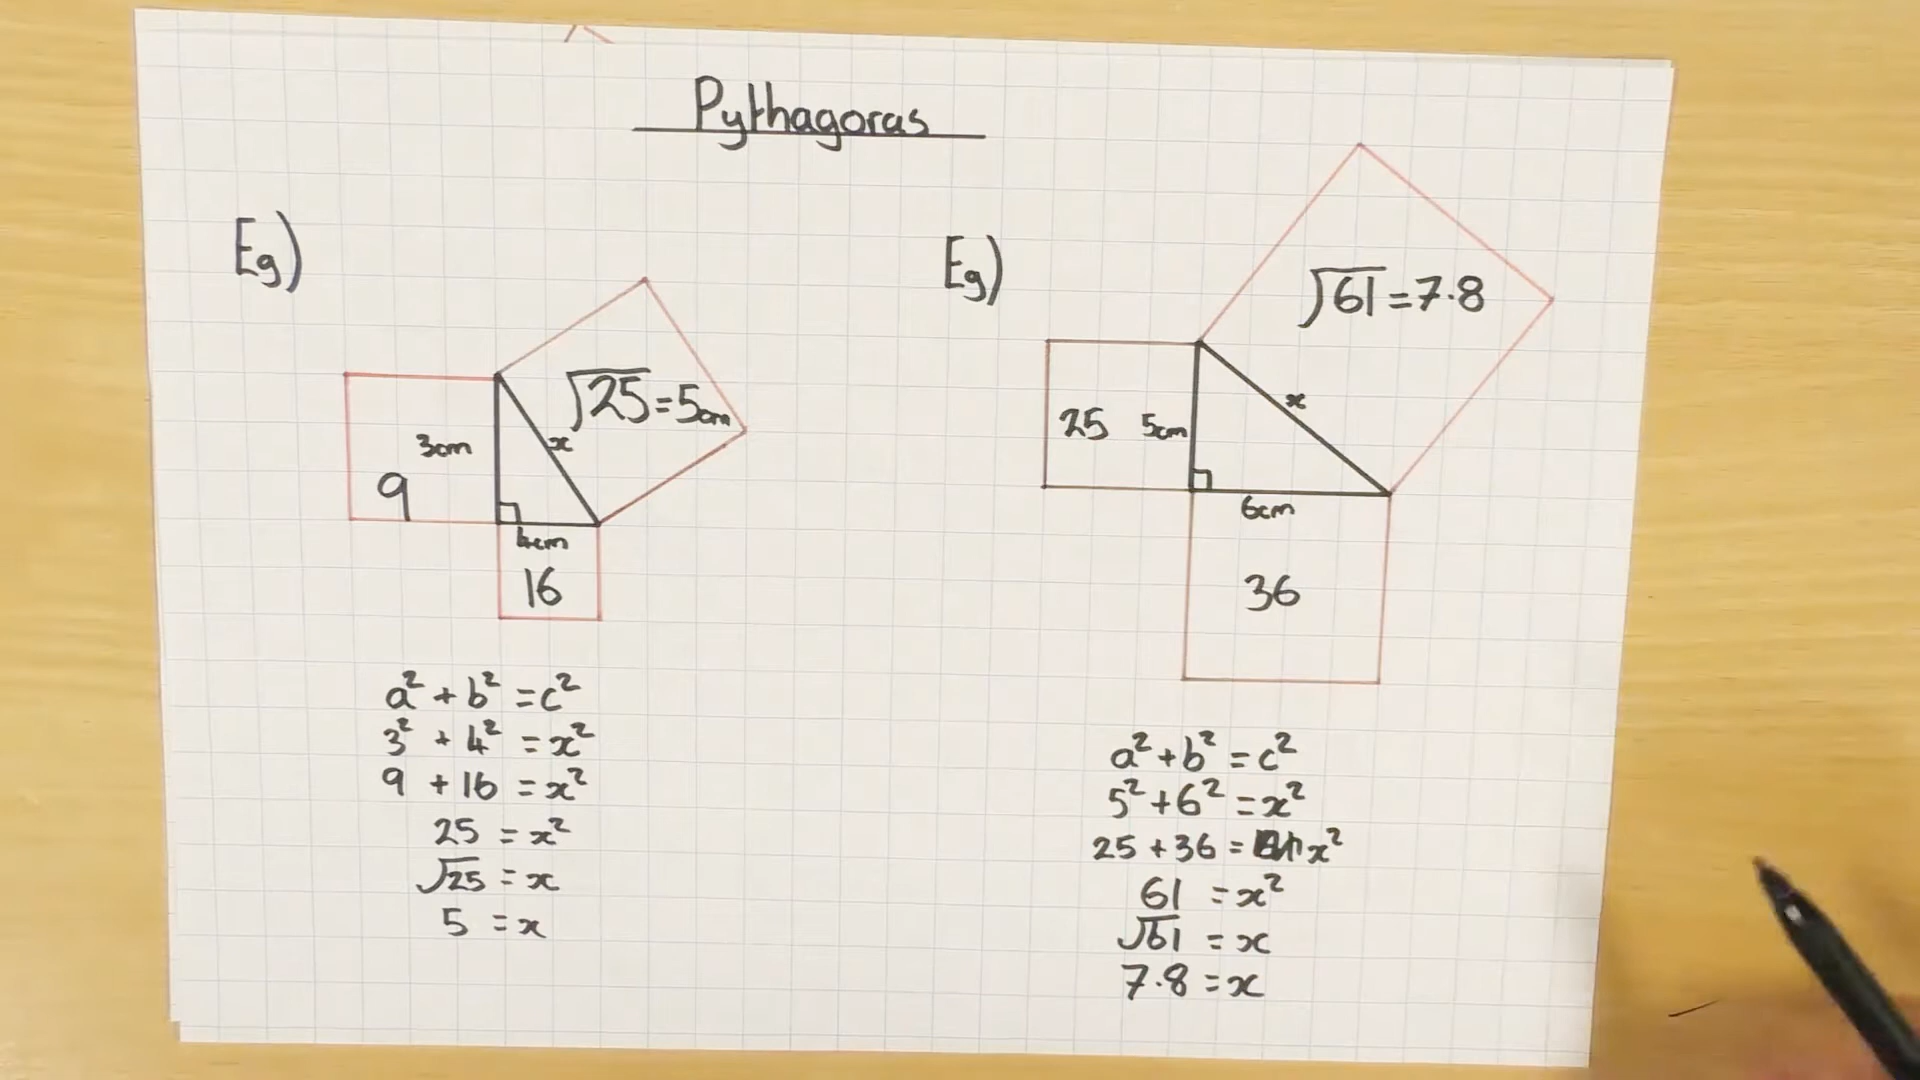 Pythagoras
Eg)
√25 = 5cm
3cm
x
9
4cm
16
a² + b² = c²
3² + 4² = x²
9 + 16 = x²
25 = x²
√25 = x
5 = x
Eg)
√61 = 7.8
x
25 5cm
6cm
36
a² + b² = c²
5² + 6² = x²
25 + 36 = x²
61 = x²
√61 = x
7.8 = x